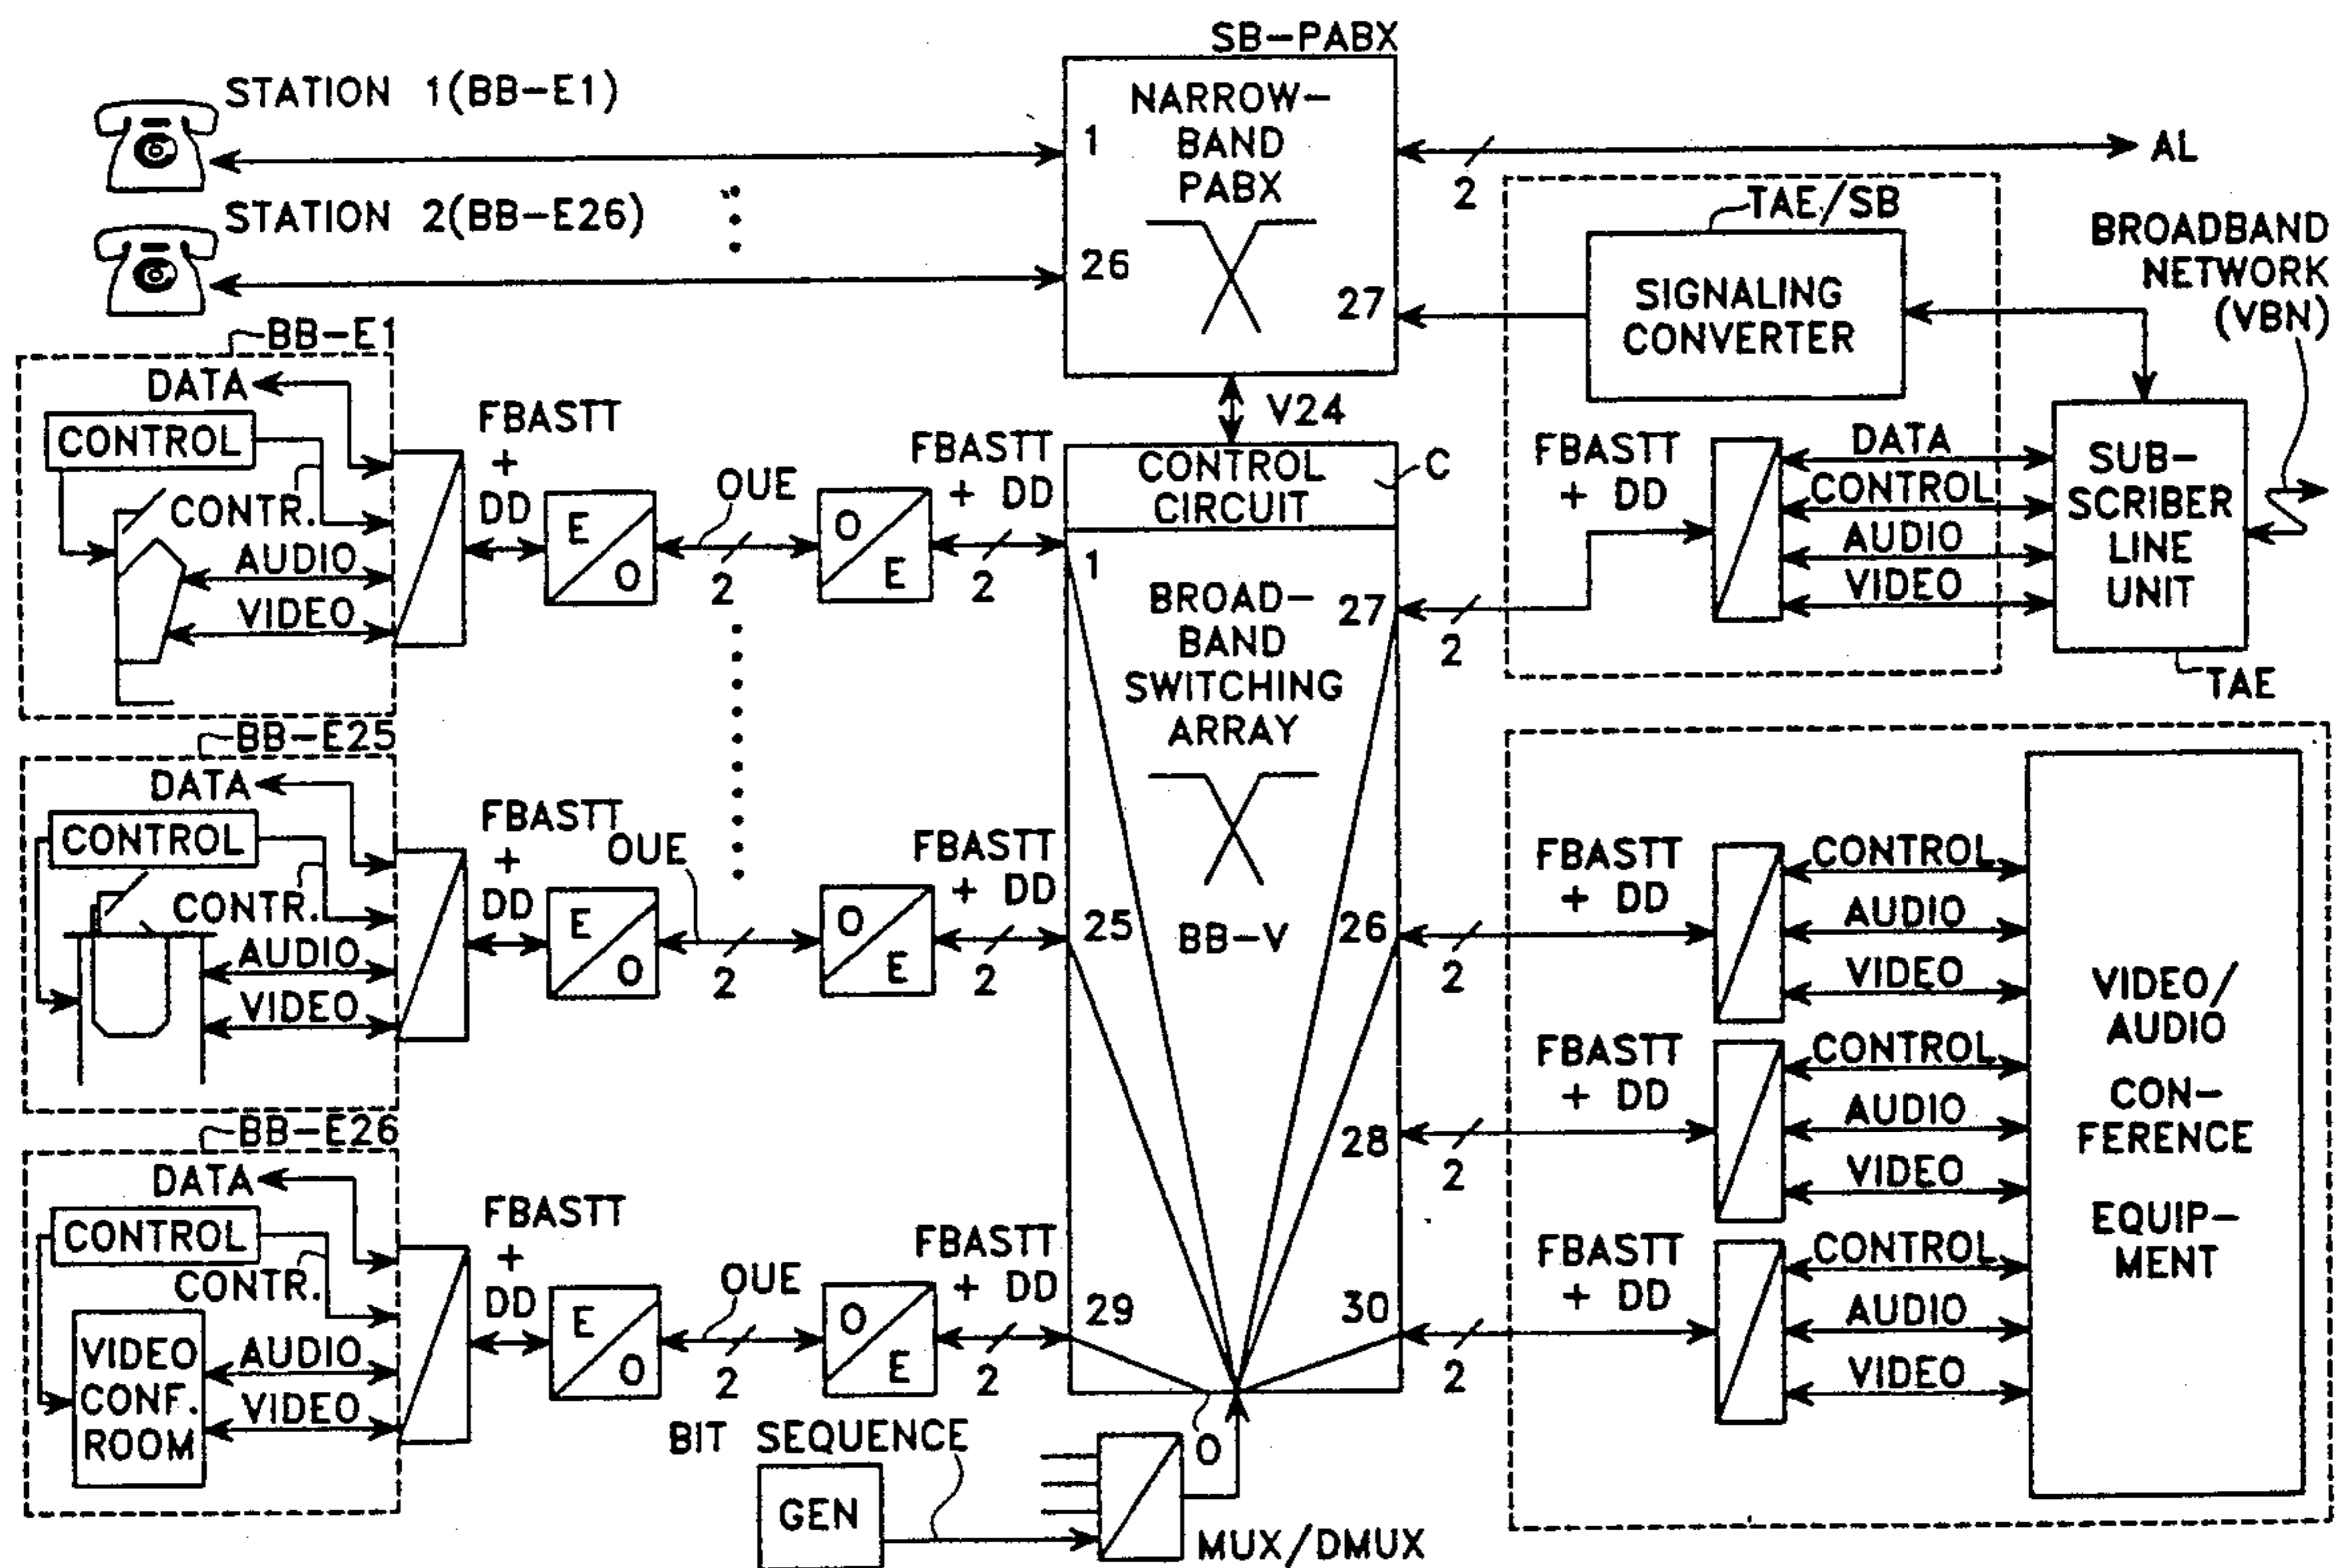 SB-PABX
STATION 1(BB-E1)
NARROW-
BAND
PABX
1
26
27
2
AL
STATION 2(BB-E26)
TAE/SB
SIGNALING
CONVERTER
BROADBAND
NETWORK
(VBN)
V24
BB-E1
DATA
CONTROL
CONTR.
AUDIO
VIDEO
FBASTT
+
DD
E
O
OUE
2
O
E
FBASTT
+ DD
2
CONTROL
CIRCUIT
C
1
BROAD-
BAND
SWITCHING
ARRAY
27
2
FBASTT
+ DD
DATA
CONTROL
AUDIO
VIDEO
SUB-
SCRIBER
LINE
UNIT
TAE
BB-E25
DATA
CONTROL
CONTR.
AUDIO
VIDEO
FBASTT
+
DD
E
O
OUE
2
O
E
FBASTT
+ DD
2
25
BB-V
26
2
FBASTT
+ DD
CONTROL
AUDIO
VIDEO
28
2
FBASTT
+ DD
CONTROL
AUDIO
VIDEO
VIDEO/
AUDIO
CON-
FERENCE
EQUIP-
MENT
BB-E26
DATA
CONTROL
CONTR.
VIDEO
CONF.
ROOM
AUDIO
VIDEO
FBASTT
+
DD
E
O
OUE
2
O
E
FBASTT
+ DD
2
29
30
2
FBASTT
+ DD
CONTROL
AUDIO
VIDEO
O
BIT SEQUENCE
GEN
MUX/DMUX